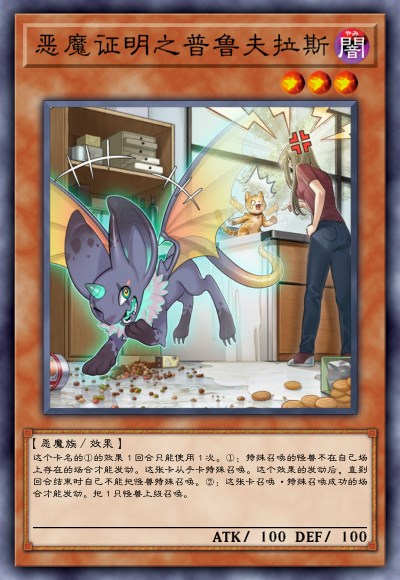 恶魔证明之普鲁夫拉斯
やみ
闇
【恶魔族／效果】
这个卡名的①的效果1回合只能使用1次。①：特殊召唤的怪兽不在自己场
上存在的场合才能发动。这张卡从手卡特殊召唤。这个效果的发动后，直到
回合结束时自己不能把怪兽特殊召唤。②：这张卡召唤·特殊召唤成功的场
合才能发动。把1只怪兽上级召唤。
ATK/ 100 DEF/ 100